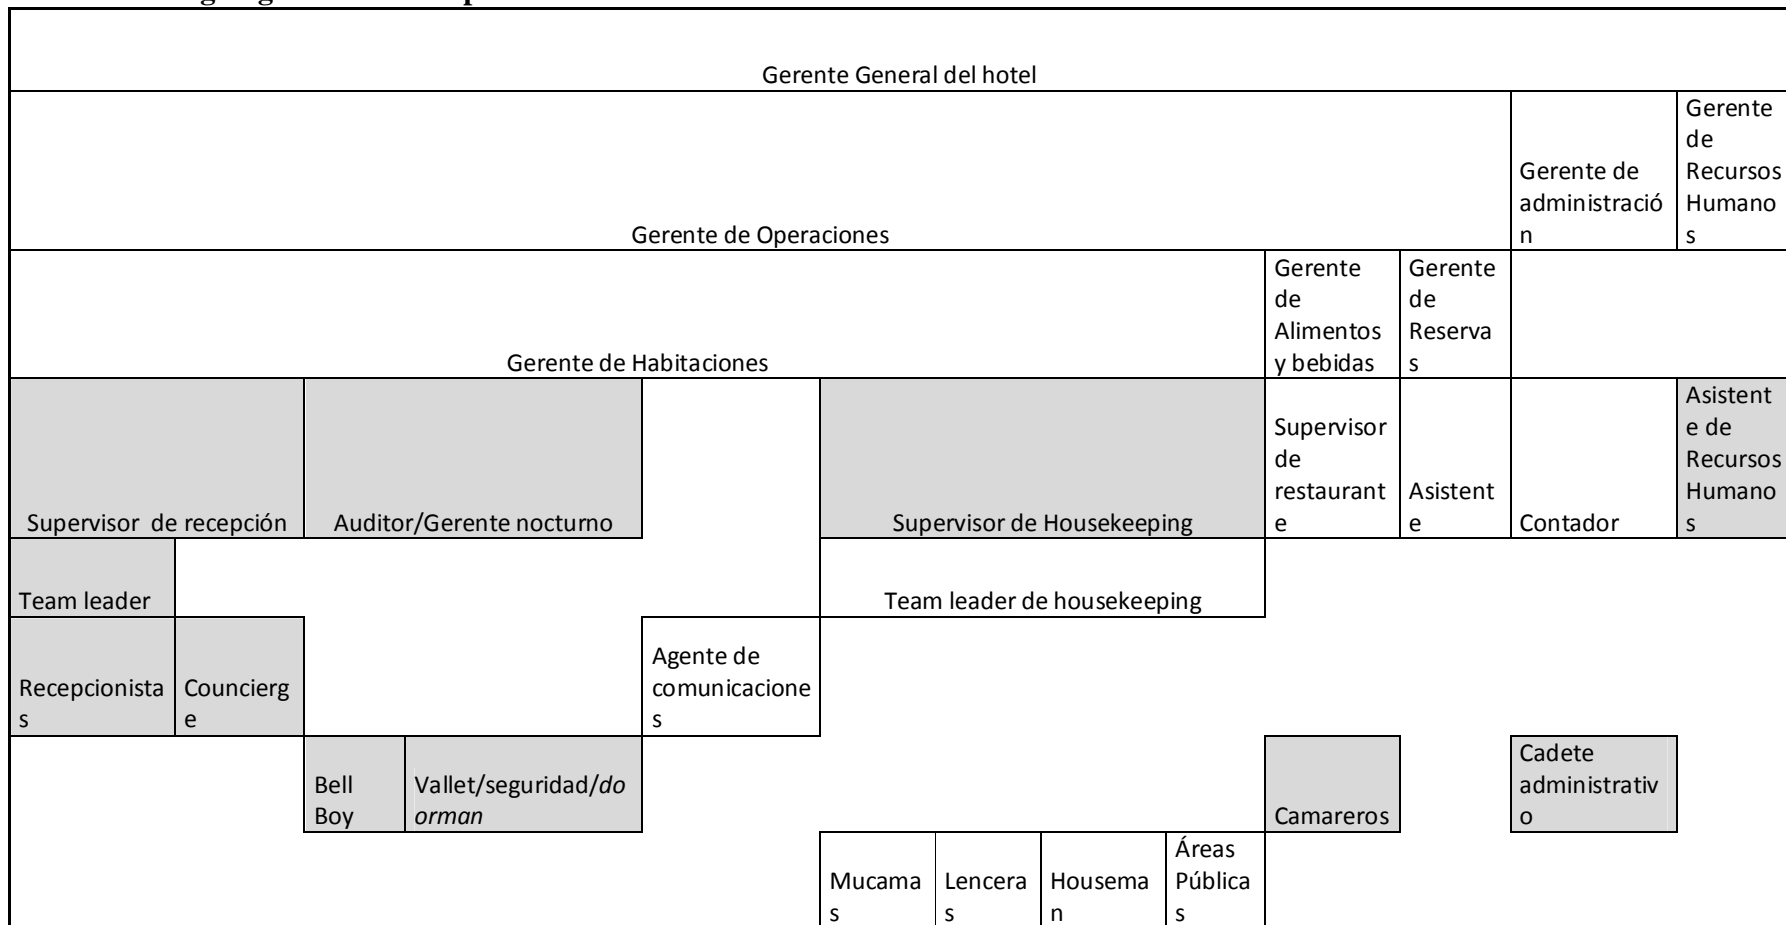 Gerente General del hotel
Gerente de Operaciones
Gerente de
administració
n
Gerente
de
Recursos
Humano
s
Gerente de Habitaciones
Gerente
de
Alimentos
y bebidas
Gerente
de
Reserva
s
Supervisor de recepción
Auditor/Gerente nocturno
Supervisor de Housekeeping
Supervisor
de
restaurant
e
Asistent
e
Contador
Asistent
e de
Recursos
Humano
s
Team leader
Team leader de housekeeping
Recepcionista
s
Councierg
e
Agente de
comunicacione
s
Bell
Boy
Vallet/seguridad/do
orman
Camareros
Cadete
administrativ
o
Mucama
s
Lencera
s
Housema
n
Áreas
Pública
s